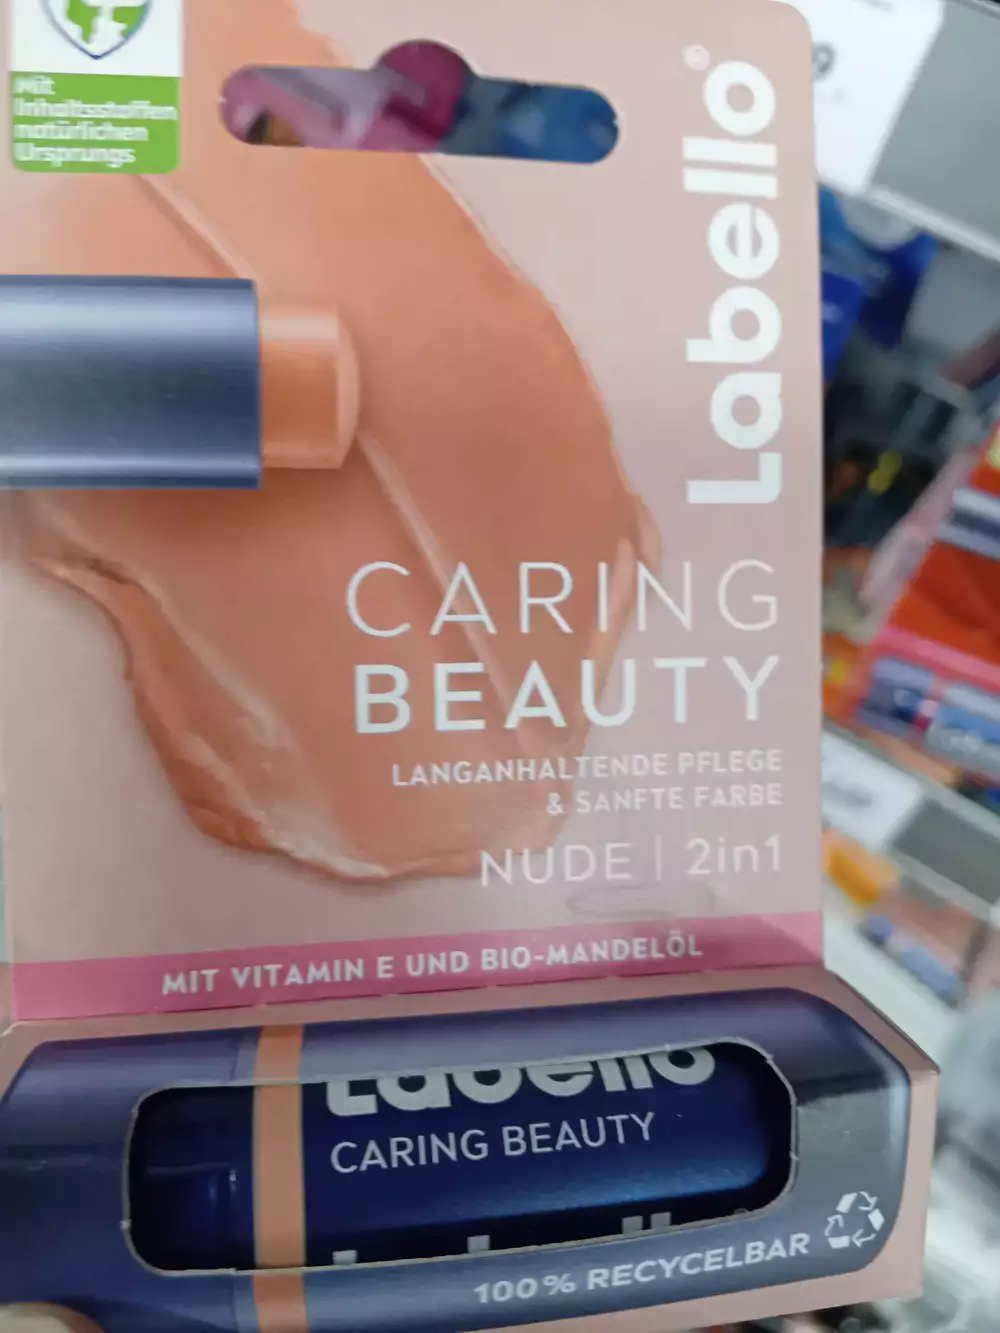 Mit
Inhaltsstoffen
natürlichen
Ursprungs
Labello®
CARING
BEAUTY
LANGANHALTENDE PFLEGE
& SANFTE FARBE
NUDE | 2in1
MIT VITAMIN E UND BIO-MANDELÖL
Labello
CARING BEAUTY
100% RECYCELBAR